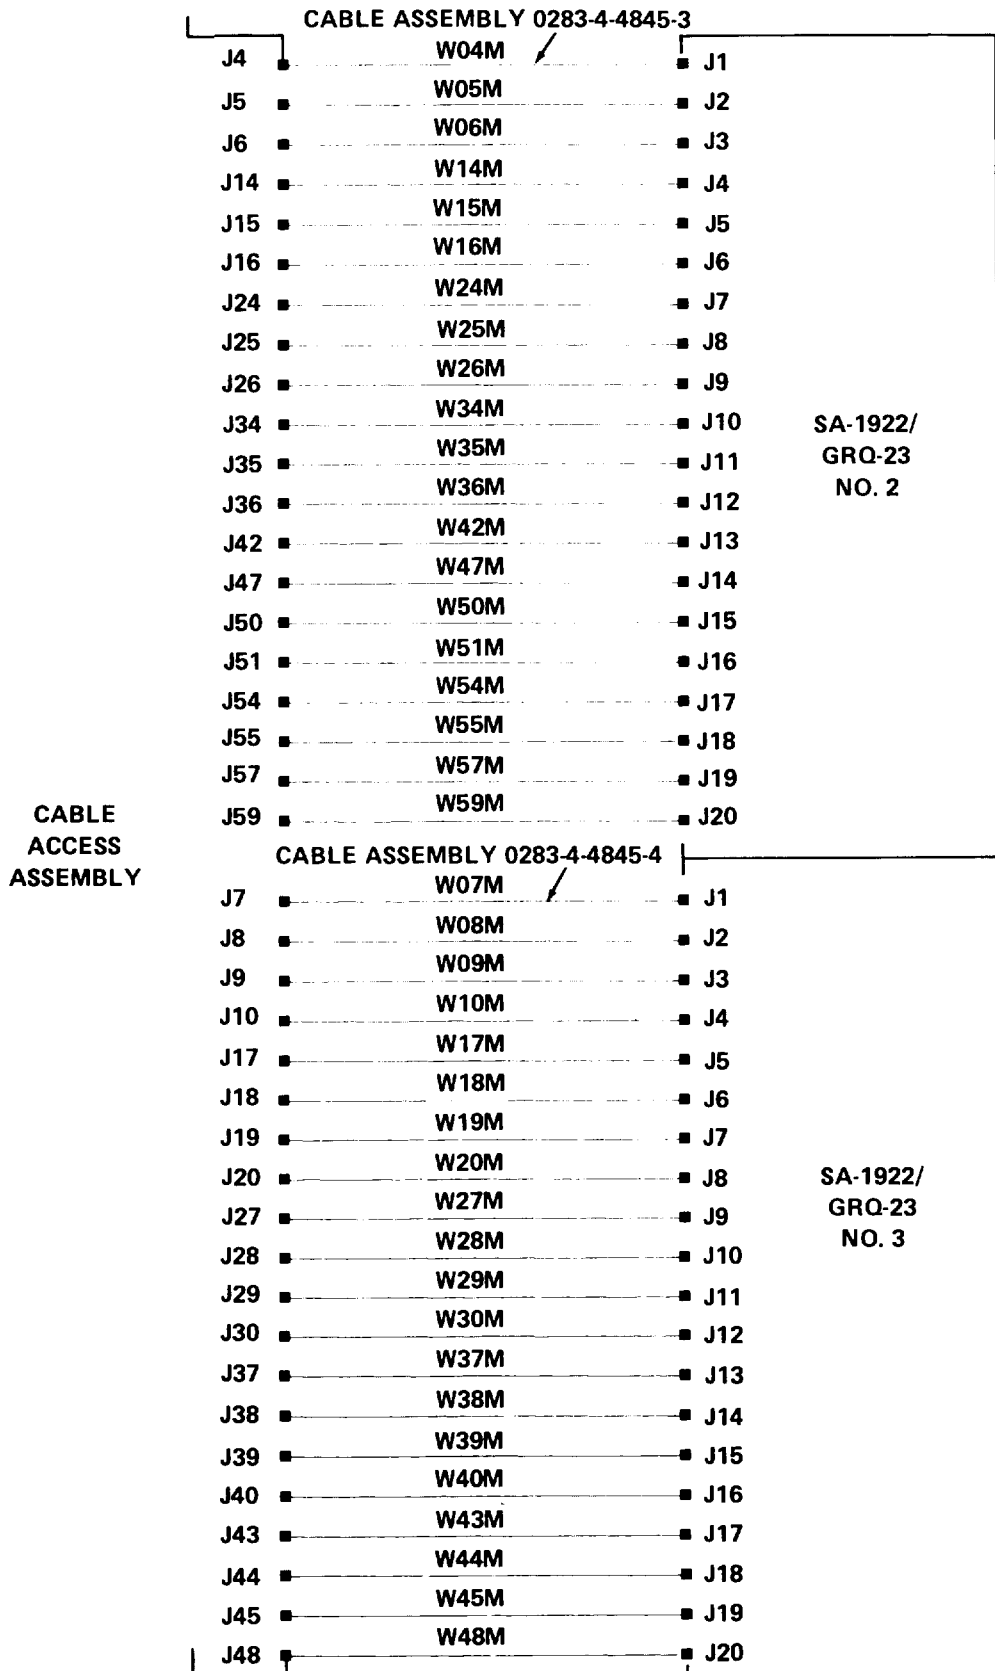 CABLE ASSEMBLY 0283-4-4845-3
J4 W04M J1
J5 W05M J2
J6 W06M J3
J14 W14M J4
J15 W15M J5
J16 W16M J6
J24 W24M J7
J25 W25M J8
J26 W26M J9
J34 W34M J10
J35 W35M J11
J36 W36M J12
J42 W42M J13
J47 W47M J14
J50 W50M J15
J51 W51M J16
J54 W54M J17
J55 W55M J18
J57 W57M J19
J59 W59M J20
SA-1922/
GRQ-23
NO. 2
CABLE
ACCESS
ASSEMBLY
CABLE ASSEMBLY 0283-4-4845-4
J7 W07M J1
J8 W08M J2
J9 W09M J3
J10 W10M J4
J17 W17M J5
J18 W18M J6
J19 W19M J7
J20 W20M J8
J27 W27M J9
J28 W28M J10
J29 W29M J11
J30 W30M J12
J37 W37M J13
J38 W38M J14
J39 W39M J15
J40 W40M J16
J43 W43M J17
J44 W44M J18
J45 W45M J19
J48 W48M J20
SA-1922/
GRQ-23
NO. 3